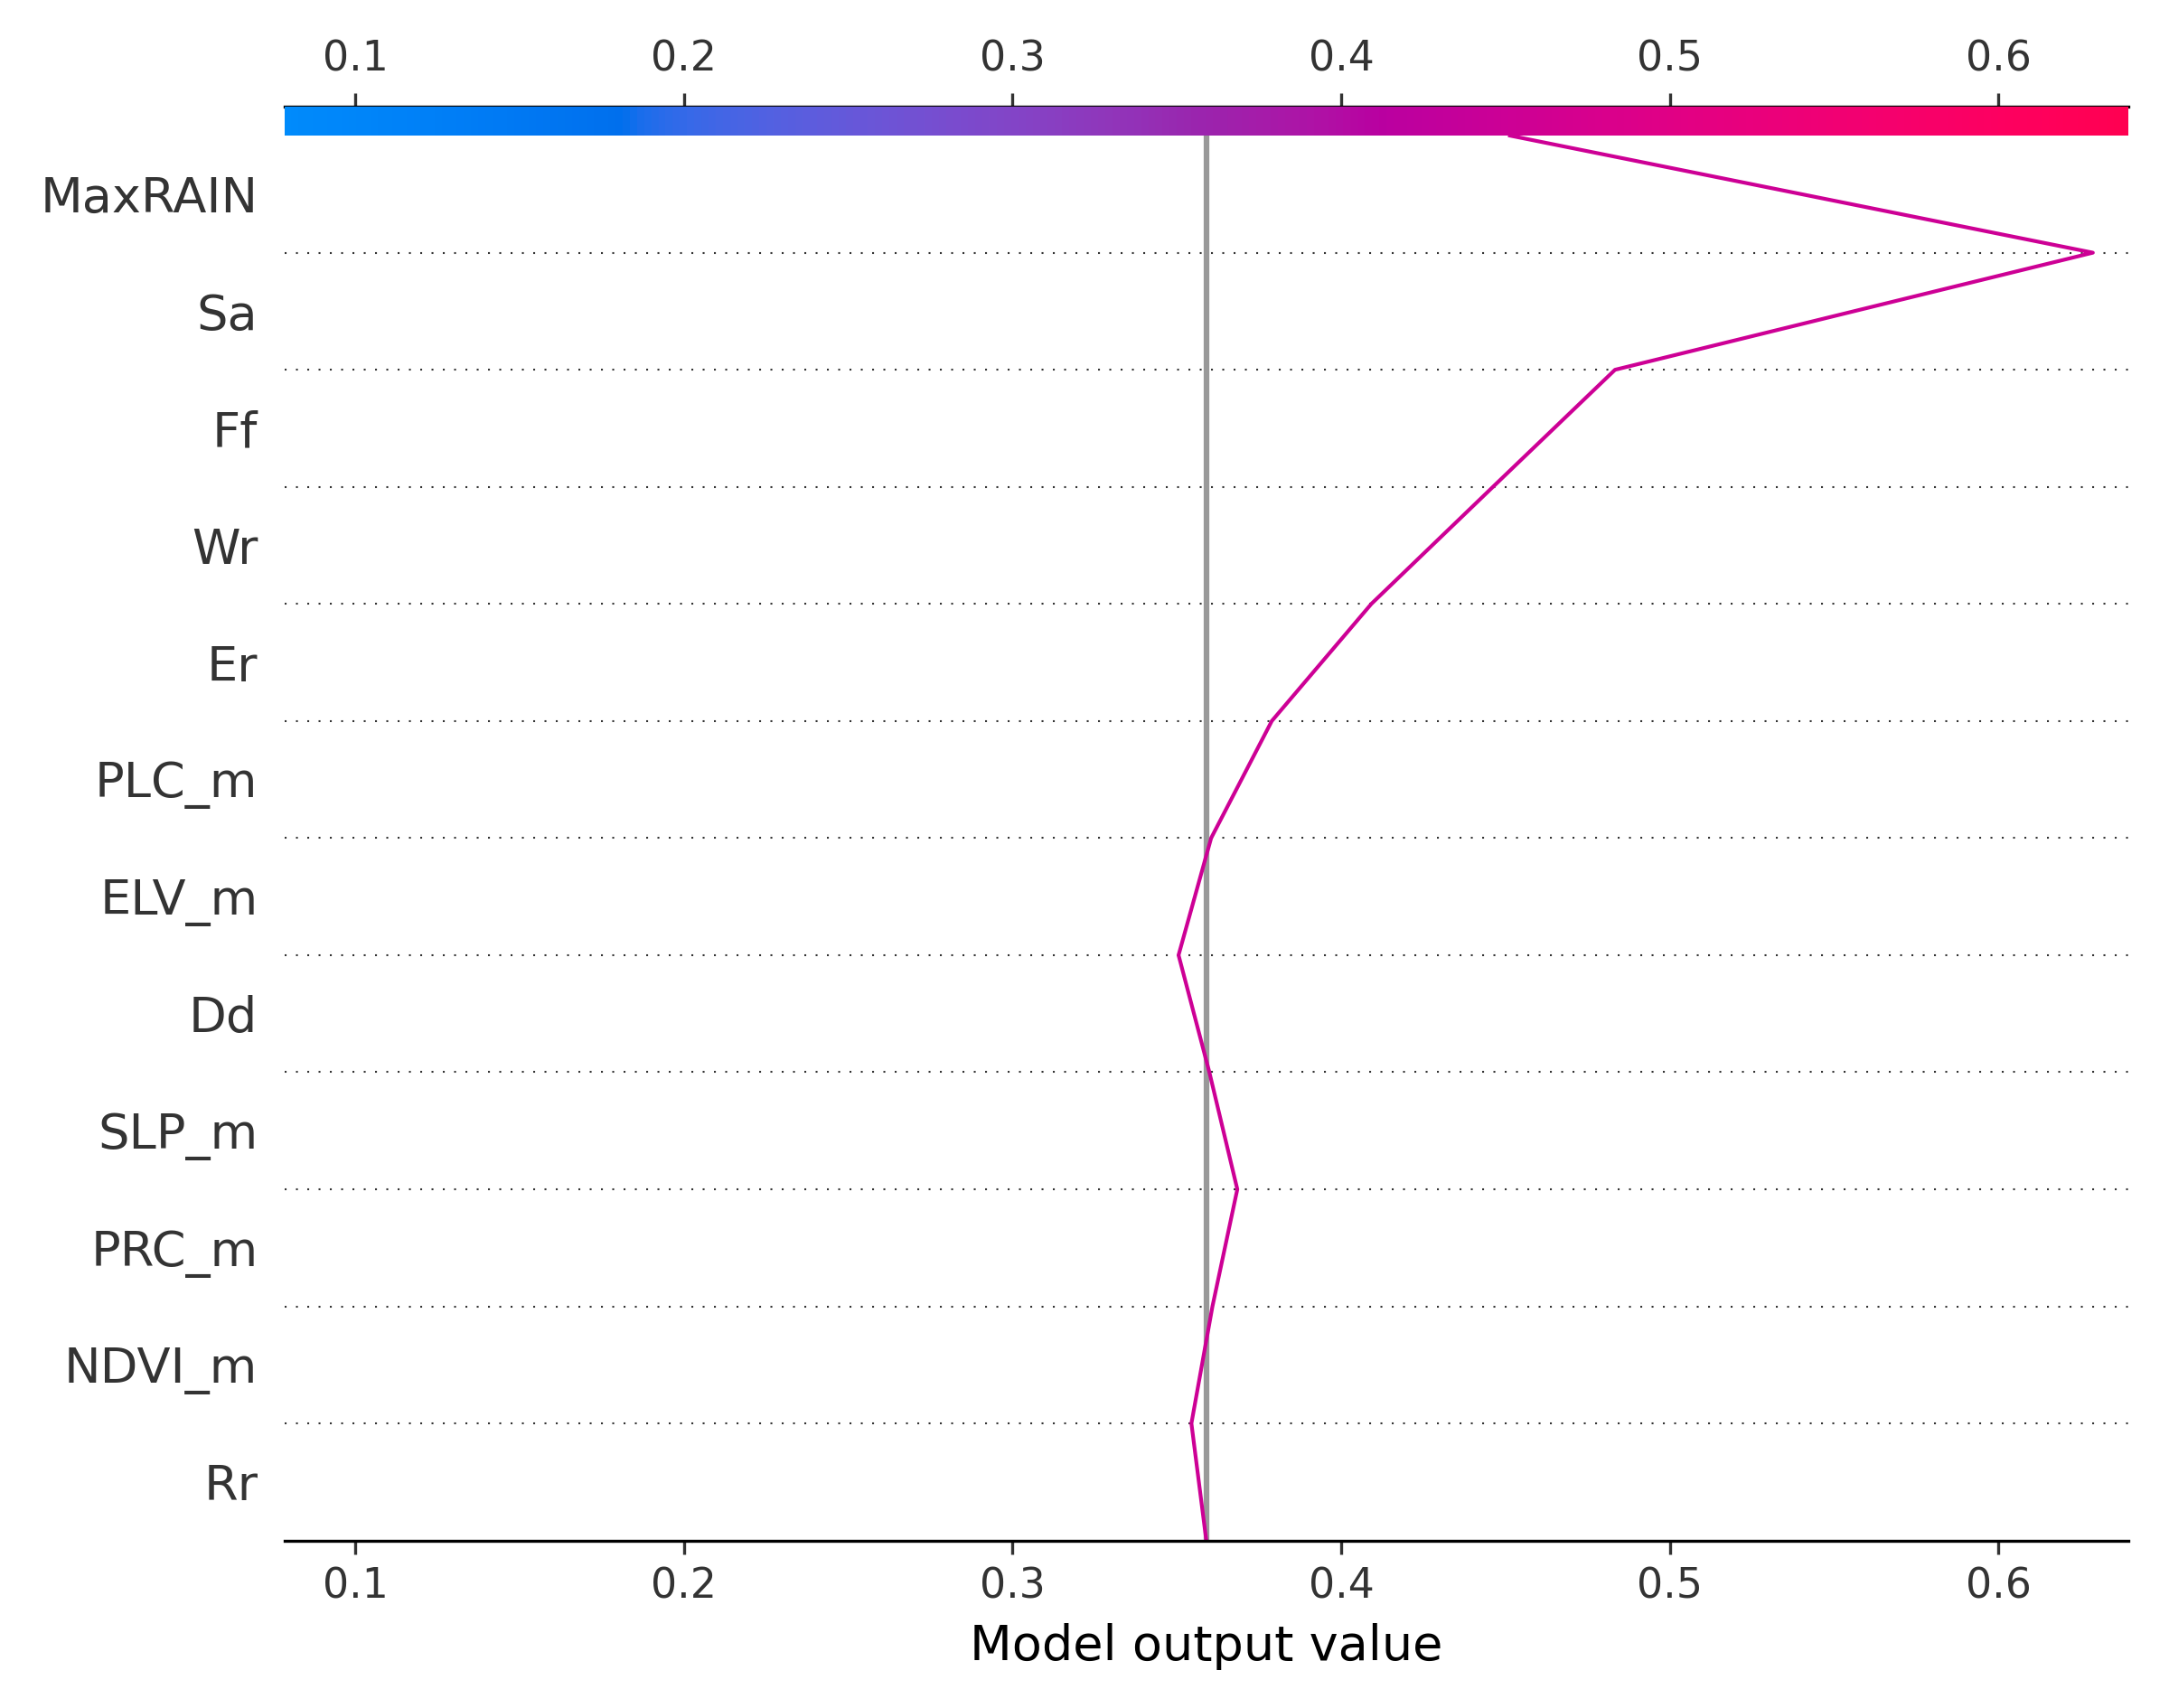 0.1 0.2 0.3 0.4 0.5 0.6
MaxRAIN
Sa
Ff
Wr
Er
PLC_m
ELV_m
Dd
SLP_m
PRC_m
NDVI_m
Rr
0.1 0.2 0.3 0.4 0.5 0.6
Model output value